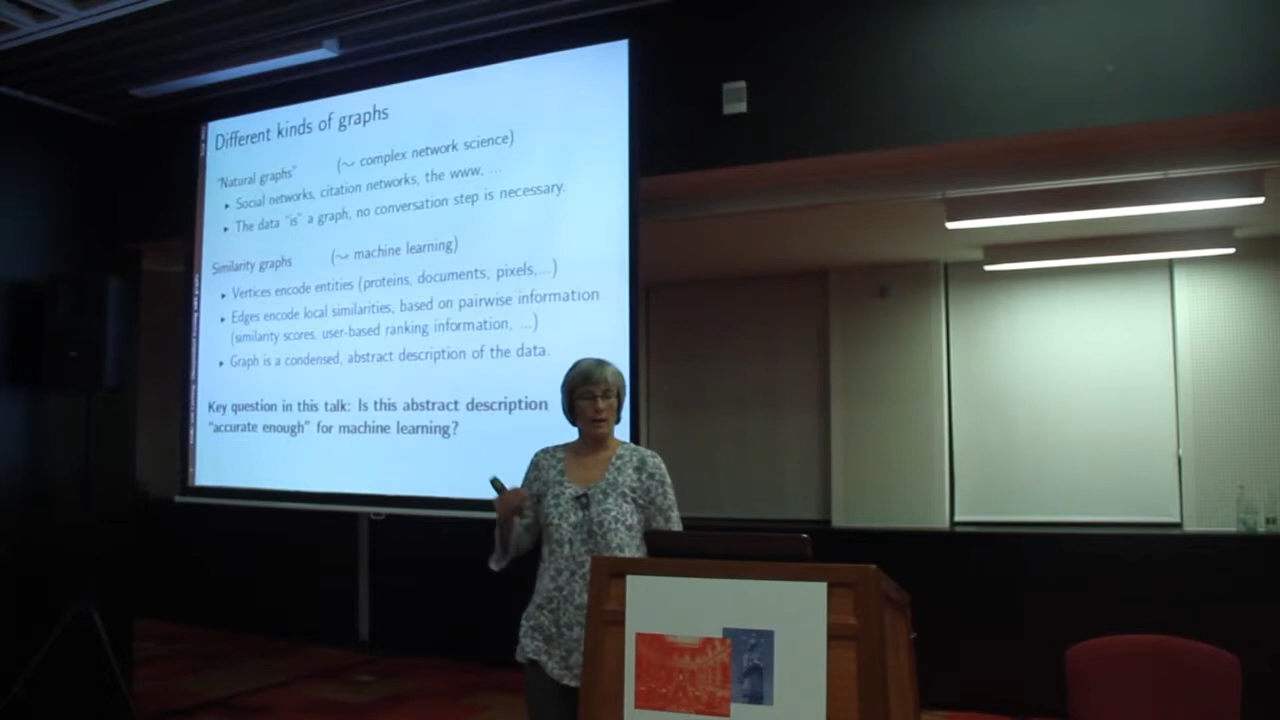 Different kinds of graphs
"Natural graphs" (⤳ complex network science)
▸ Social networks, citation networks, the www, ...
▸ The data "is" a graph, no conversation step is necessary.
Similarity graphs (⤳ machine learning)
▸ Vertices encode entities (proteins, documents, pixels,...)
▸ Edges encode local similarities, based on pairwise information
(similarity scores, user-based ranking information, ...)
▸ Graph is a condensed, abstract description of the data.
Key question in this talk: Is this abstract description
"accurate enough" for machine learning?